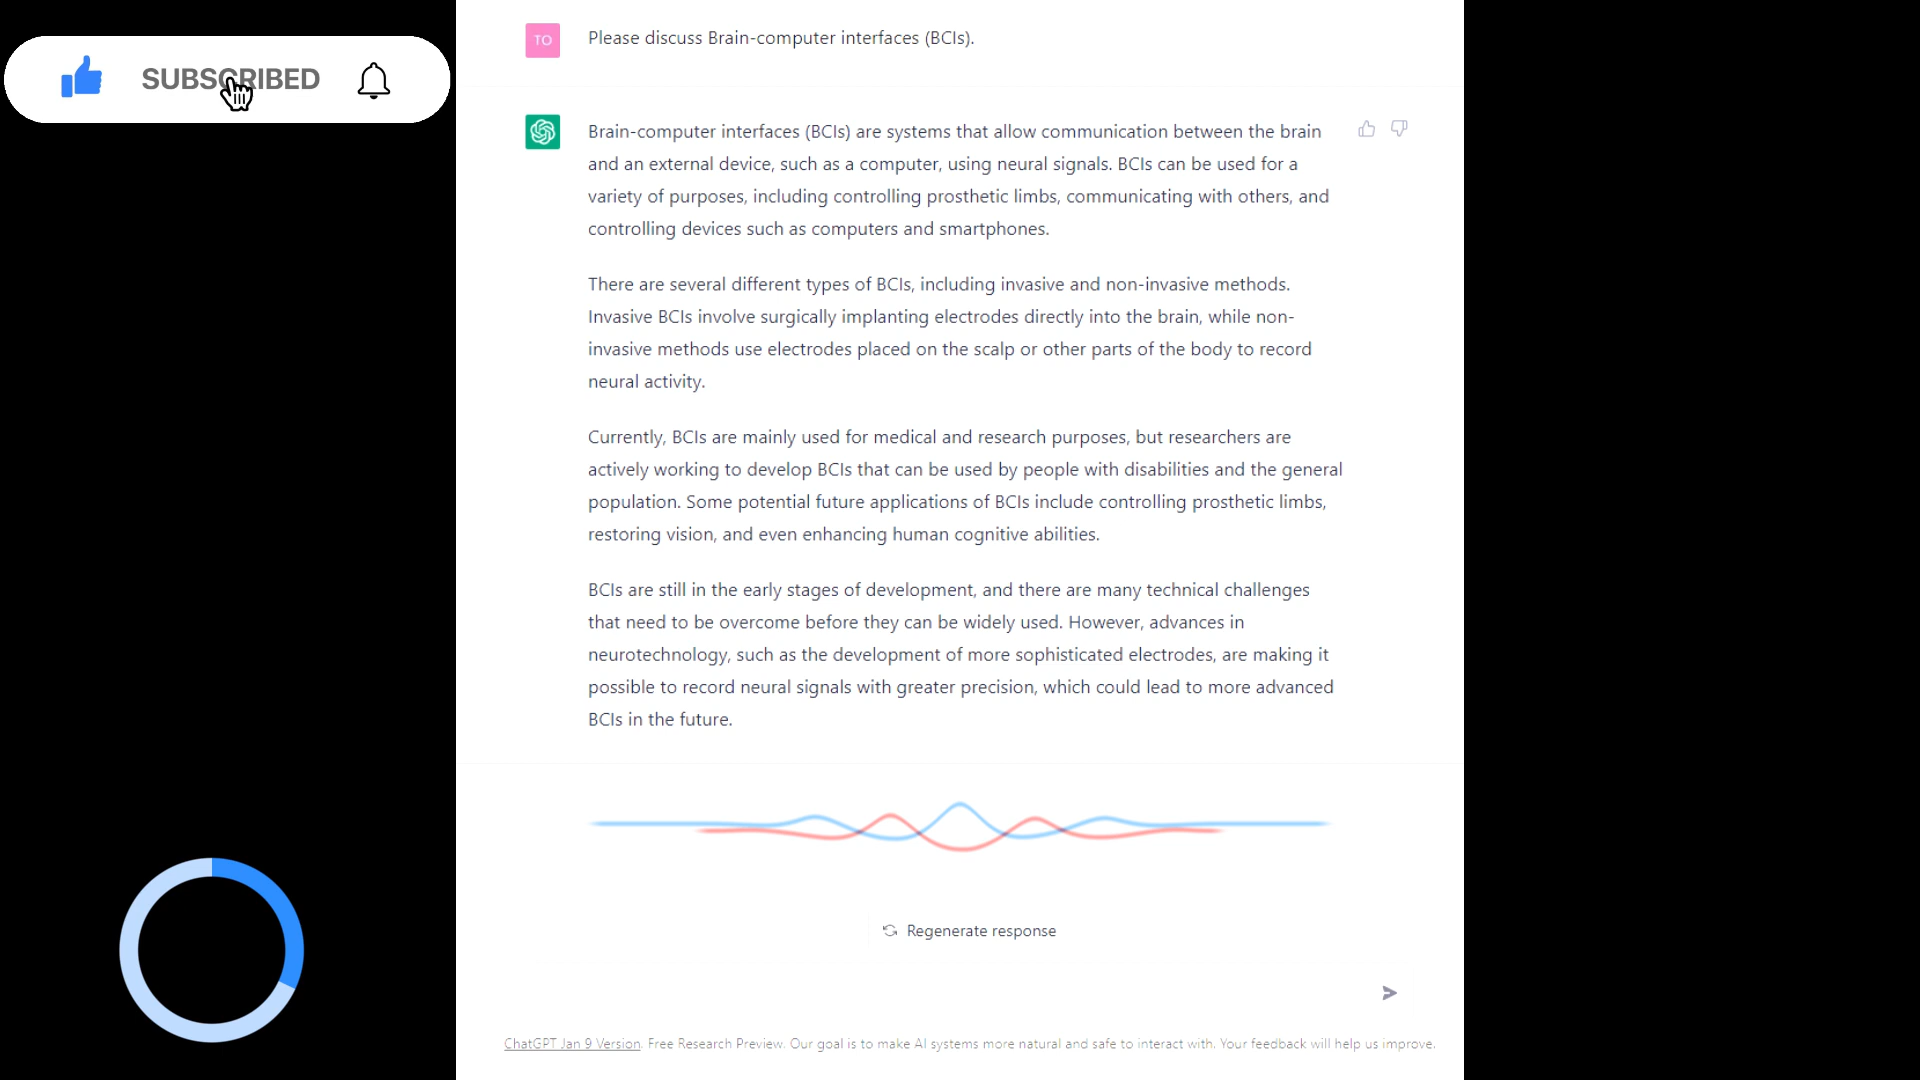 SUBSCRIBED
TO
Please discuss Brain-computer interfaces (BCIs).
Brain-computer interfaces (BCIs) are systems that allow communication between the brain
and an external device, such as a computer, using neural signals. BCIs can be used for a
variety of purposes, including controlling prosthetic limbs, communicating with others, and
controlling devices such as computers and smartphones.
There are several different types of BCIs, including invasive and non-invasive methods.
Invasive BCIs involve surgically implanting electrodes directly into the brain, while non-
invasive methods use electrodes placed on the scalp or other parts of the body to record
neural activity.
Currently, BCIs are mainly used for medical and research purposes, but researchers are
actively working to develop BCIs that can be used by people with disabilities and the general
population. Some potential future applications of BCIs include controlling prosthetic limbs,
restoring vision, and even enhancing human cognitive abilities.
BCIs are still in the early stages of development, and there are many technical challenges
that need to be overcome before they can be widely used. However, advances in
neurotechnology, such as the development of more sophisticated electrodes, are making it
possible to record neural signals with greater precision, which could lead to more advanced
BCIs in the future.
Regenerate response
ChatGPT Jan 9 Version. Free Research Preview. Our goal is to make AI systems more natural and safe to interact with. Your feedback will help us improve.